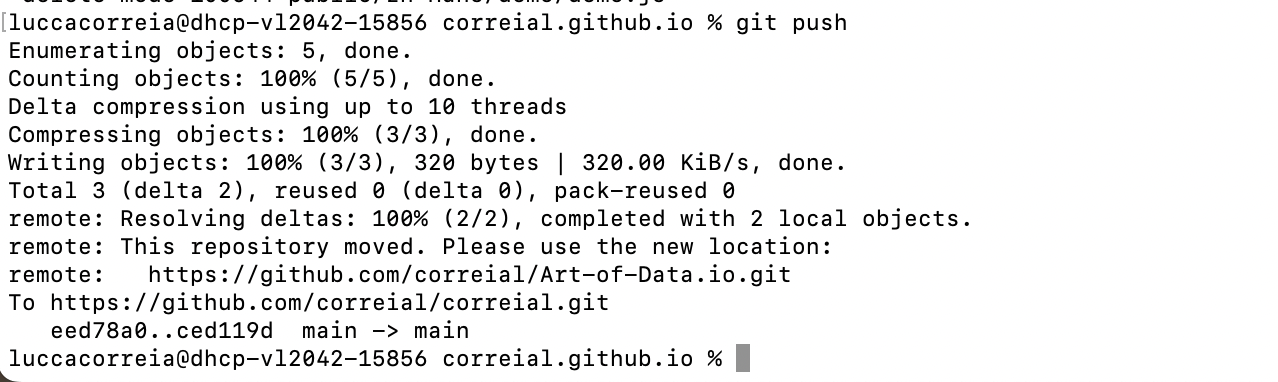 [luccacorreia@dhcp-vl2042-15856 correial.github.io % git push
Enumerating objects: 5, done.
Counting objects: 100% (5/5), done.
Delta compression using up to 10 threads
Compressing objects: 100% (3/3), done.
Writing objects: 100% (3/3), 320 bytes | 320.00 KiB/s, done.
Total 3 (delta 2), reused 0 (delta 0), pack-reused 0
remote: Resolving deltas: 100% (2/2), completed with 2 local objects.
remote: This repository moved. Please use the new location:
remote:   https://github.com/correial/Art-of-Data.io.git
To https://github.com/correial/correial.git
   eed78a0..ced119d  main -> main
luccacorreia@dhcp-vl2042-15856 correial.github.io %